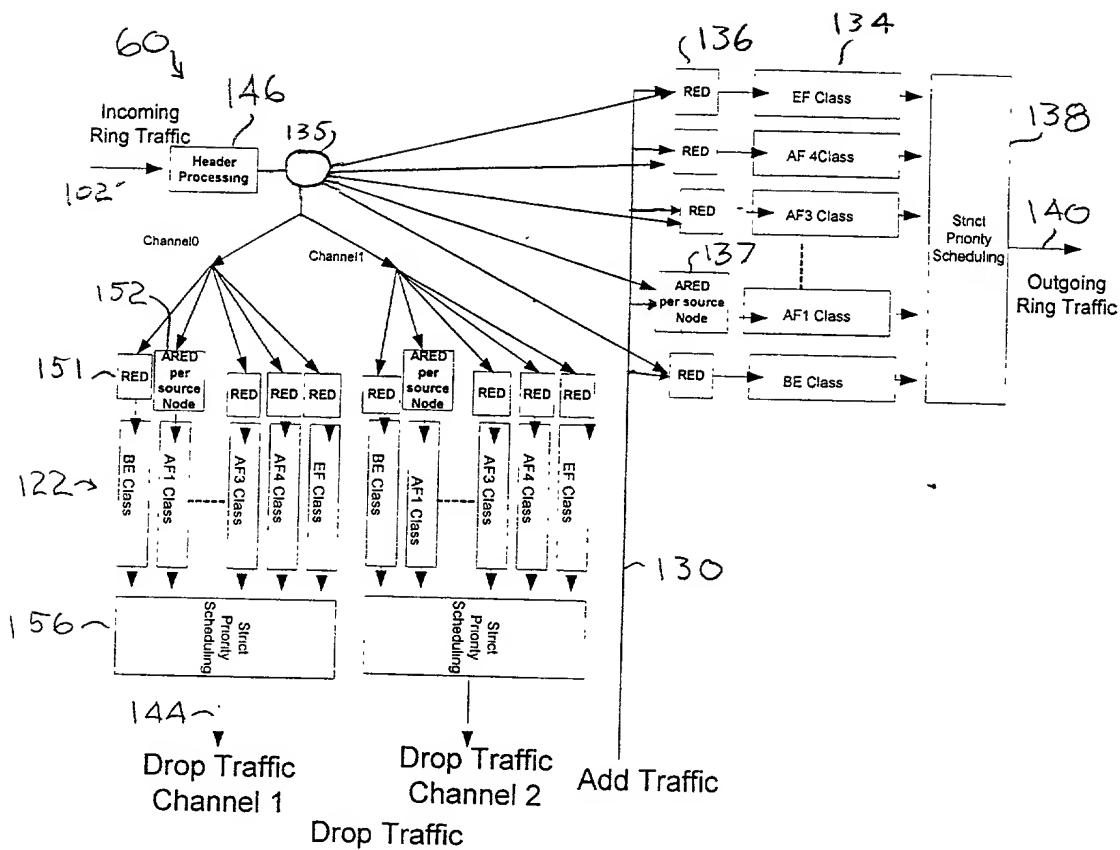 60
146
Incoming
Ring Traffic
102
Header
Processing
135
136
134
RED
EF Class
RED
AF 4Class
RED
AF3 Class
137
ARED
per source
Node
AF1 Class
RED
BE Class
138
Strict
Priority
Scheduling
140
Outgoing
Ring Traffic
Channel0
Channel1
152
151
RED
ARED
per
source
Node
RED
RED
RED
RED
ARED
per
source
Node
RED
RED
RED
122
BE Class
AF1 Class
AF3 Class
AF4 Class
EF Class
BE Class
AF1 Class
AF3 Class
AF4 Class
EF Class
130
156
Strict
Priority
Scheduling
Strict
Priority
Scheduling
144
Drop Traffic
Channel 1
Drop Traffic
Channel 2
Add Traffic
Drop Traffic